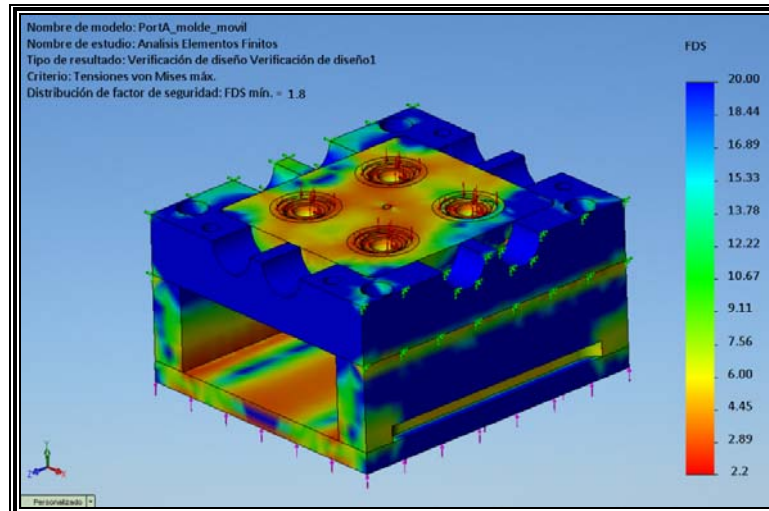 Nombre de modelo: PortA_molde_movil
Nombre de estudio: Analisis Elementos Finitos
Tipo de resultado: Verificación de diseño Verificación de diseño1
Criterio: Tensiones von Mises máx.
Distribución de factor de seguridad: FDS mín. = 1.8
FDS
20.00
18.44
16.89
15.33
13.78
12.22
10.67
9.11
7.56
6.00
4.45
2.89
2.2
Y
Z
X
Personalizado